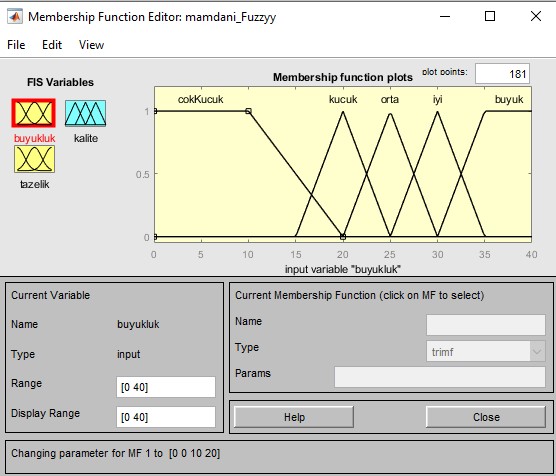 Membership Function Editor: mamdani_Fuzzyy
File Edit View
FIS Variables
buyukluk
kalite
tazelik
Membership function plots
plot points:
181
cokKucuk kucuk orta iyi buyuk
1
0.5
0
0 5 10 15 20 25 30 35 40
input variable "buyukluk"
Current Variable
Name buyukluk
Type input
Range [0 40]
Display Range [0 40]
Current Membership Function (click on MF to select)
Name
Type trimf
Params
Help Close
Changing parameter for MF 1 to [0 0 10 20]